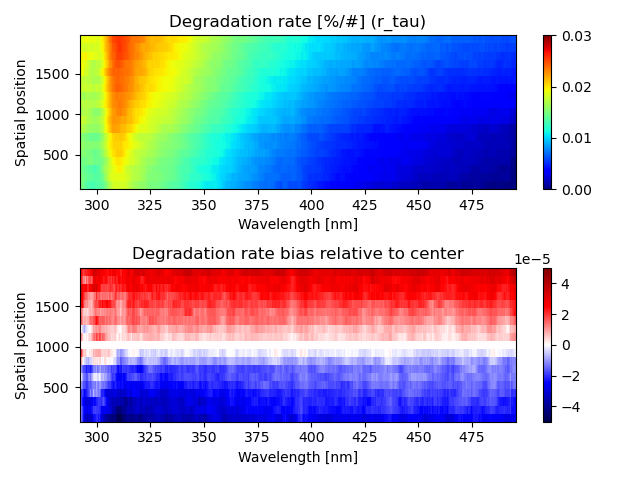 Degradation rate [%/#] (r_tau)
Spatial position
1500
1000
500
300 325 350 375 400 425 450 475
Wavelength [nm]
0.03
0.02
0.01
0.00
Degradation rate bias relative to center
1e−5
Spatial position
1500
1000
500
300 325 350 375 400 425 450 475
Wavelength [nm]
4
2
0
−2
−4